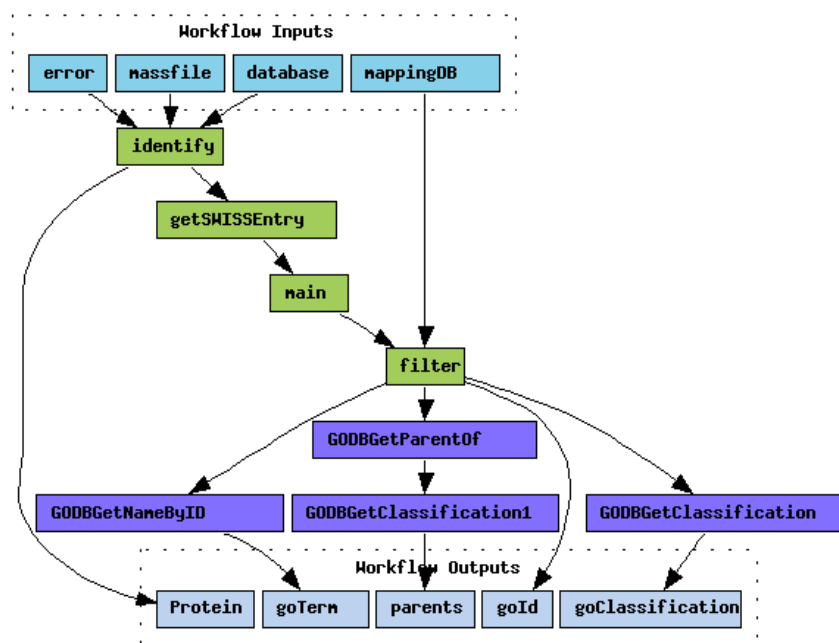 Workflow Inputs
error
massfile
database
mappingDB
identify
getSWISSEntry
main
filter
GODBGetParentOf
GODBGetNameByID
GODBGetClassification1
GODBGetClassification
Workflow Outputs
Protein
goTerm
parents
goId
goClassification